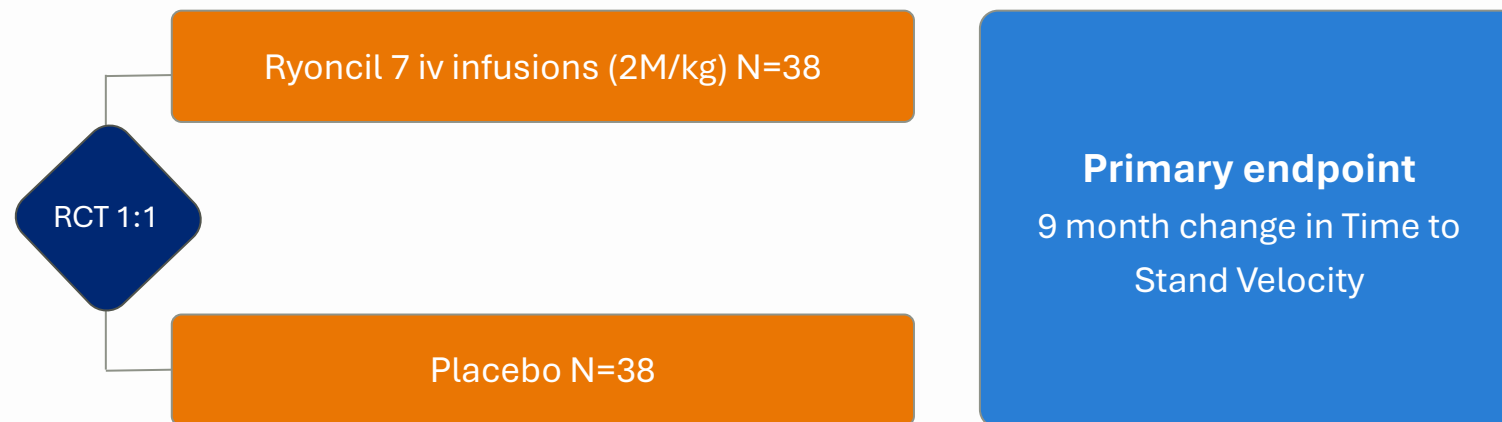 Ryoncil 7 iv infusions (2M/kg) N=38
RCT 1:1
Placebo N=38
Primary endpoint
9 month change in Time to
Stand Velocity